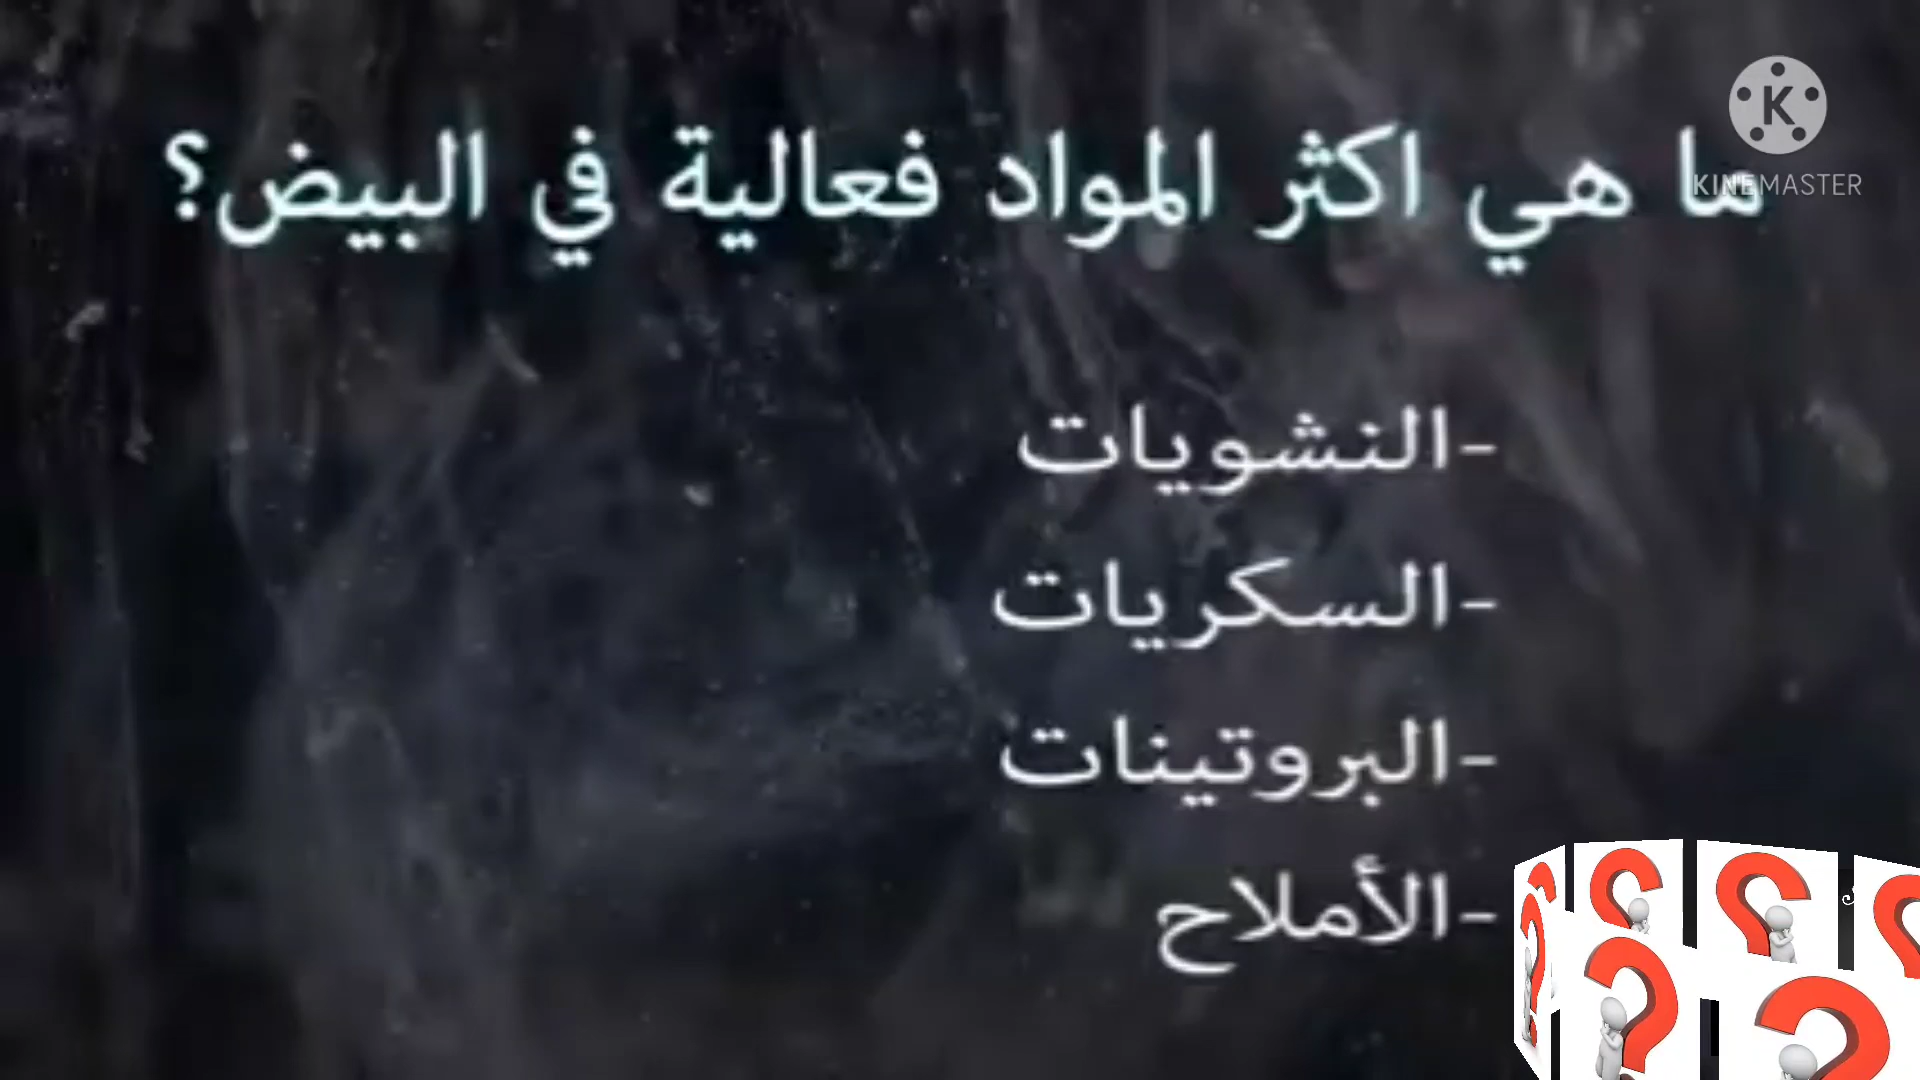 ما هي اكثر المواد فعالية في البيض؟
-النشويات
-السكريات
-البروتينات
-الأملاح
K
KINEMASTER